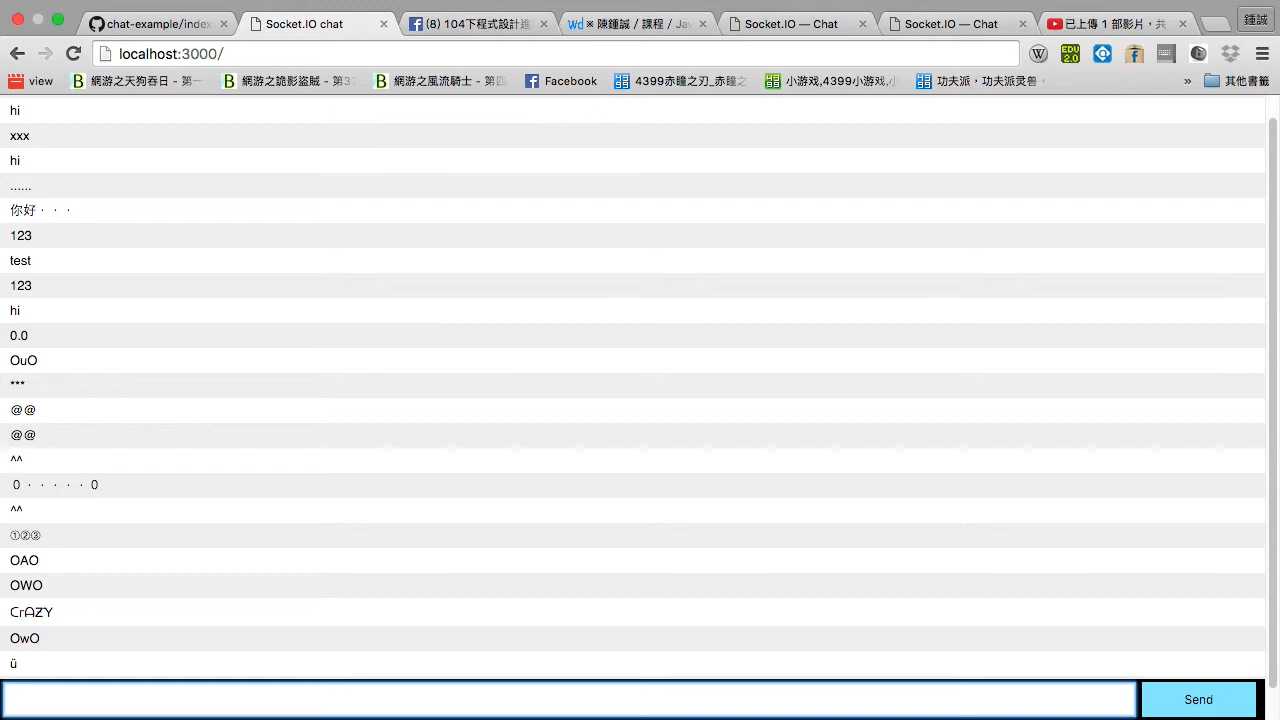 chat-example/index
Socket.IO chat
(8) 104下程式設計進
Wd ※ 陳鍾誠 / 課程 / Jav
Socket.IO — Chat
Socket.IO — Chat
已上傳 1 部影片，共
鍾誠
localhost:3000/
view
網游之天狗吞日 - 第一
網游之詭影盜賊 - 第37
網游之風流騎士 - 第四
Facebook
4399赤瞳之刃_赤瞳之
小游戏,4399小游戏,小
功夫派，功夫派灵兽
»
其他書籤
hi
xxx
hi
......
你好．．．
123
test
123
hi
0.0
OuO
***
@@
@@
^^
０．．．．．０
^^
①②③
OAO
OWO
CrAZY
OwO
ü
Send